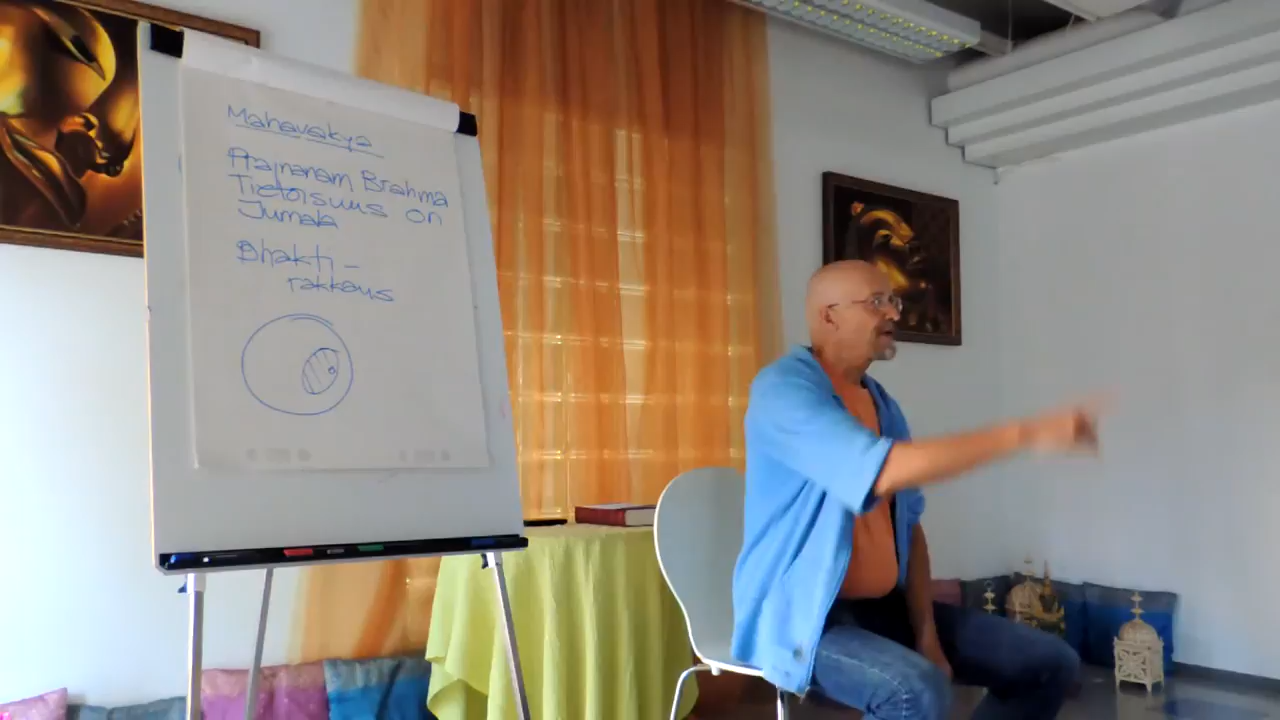 Mahavakya
Prajnanam Brahma
Tietoisuus on
Jumala
Bhakti –
rakkaus